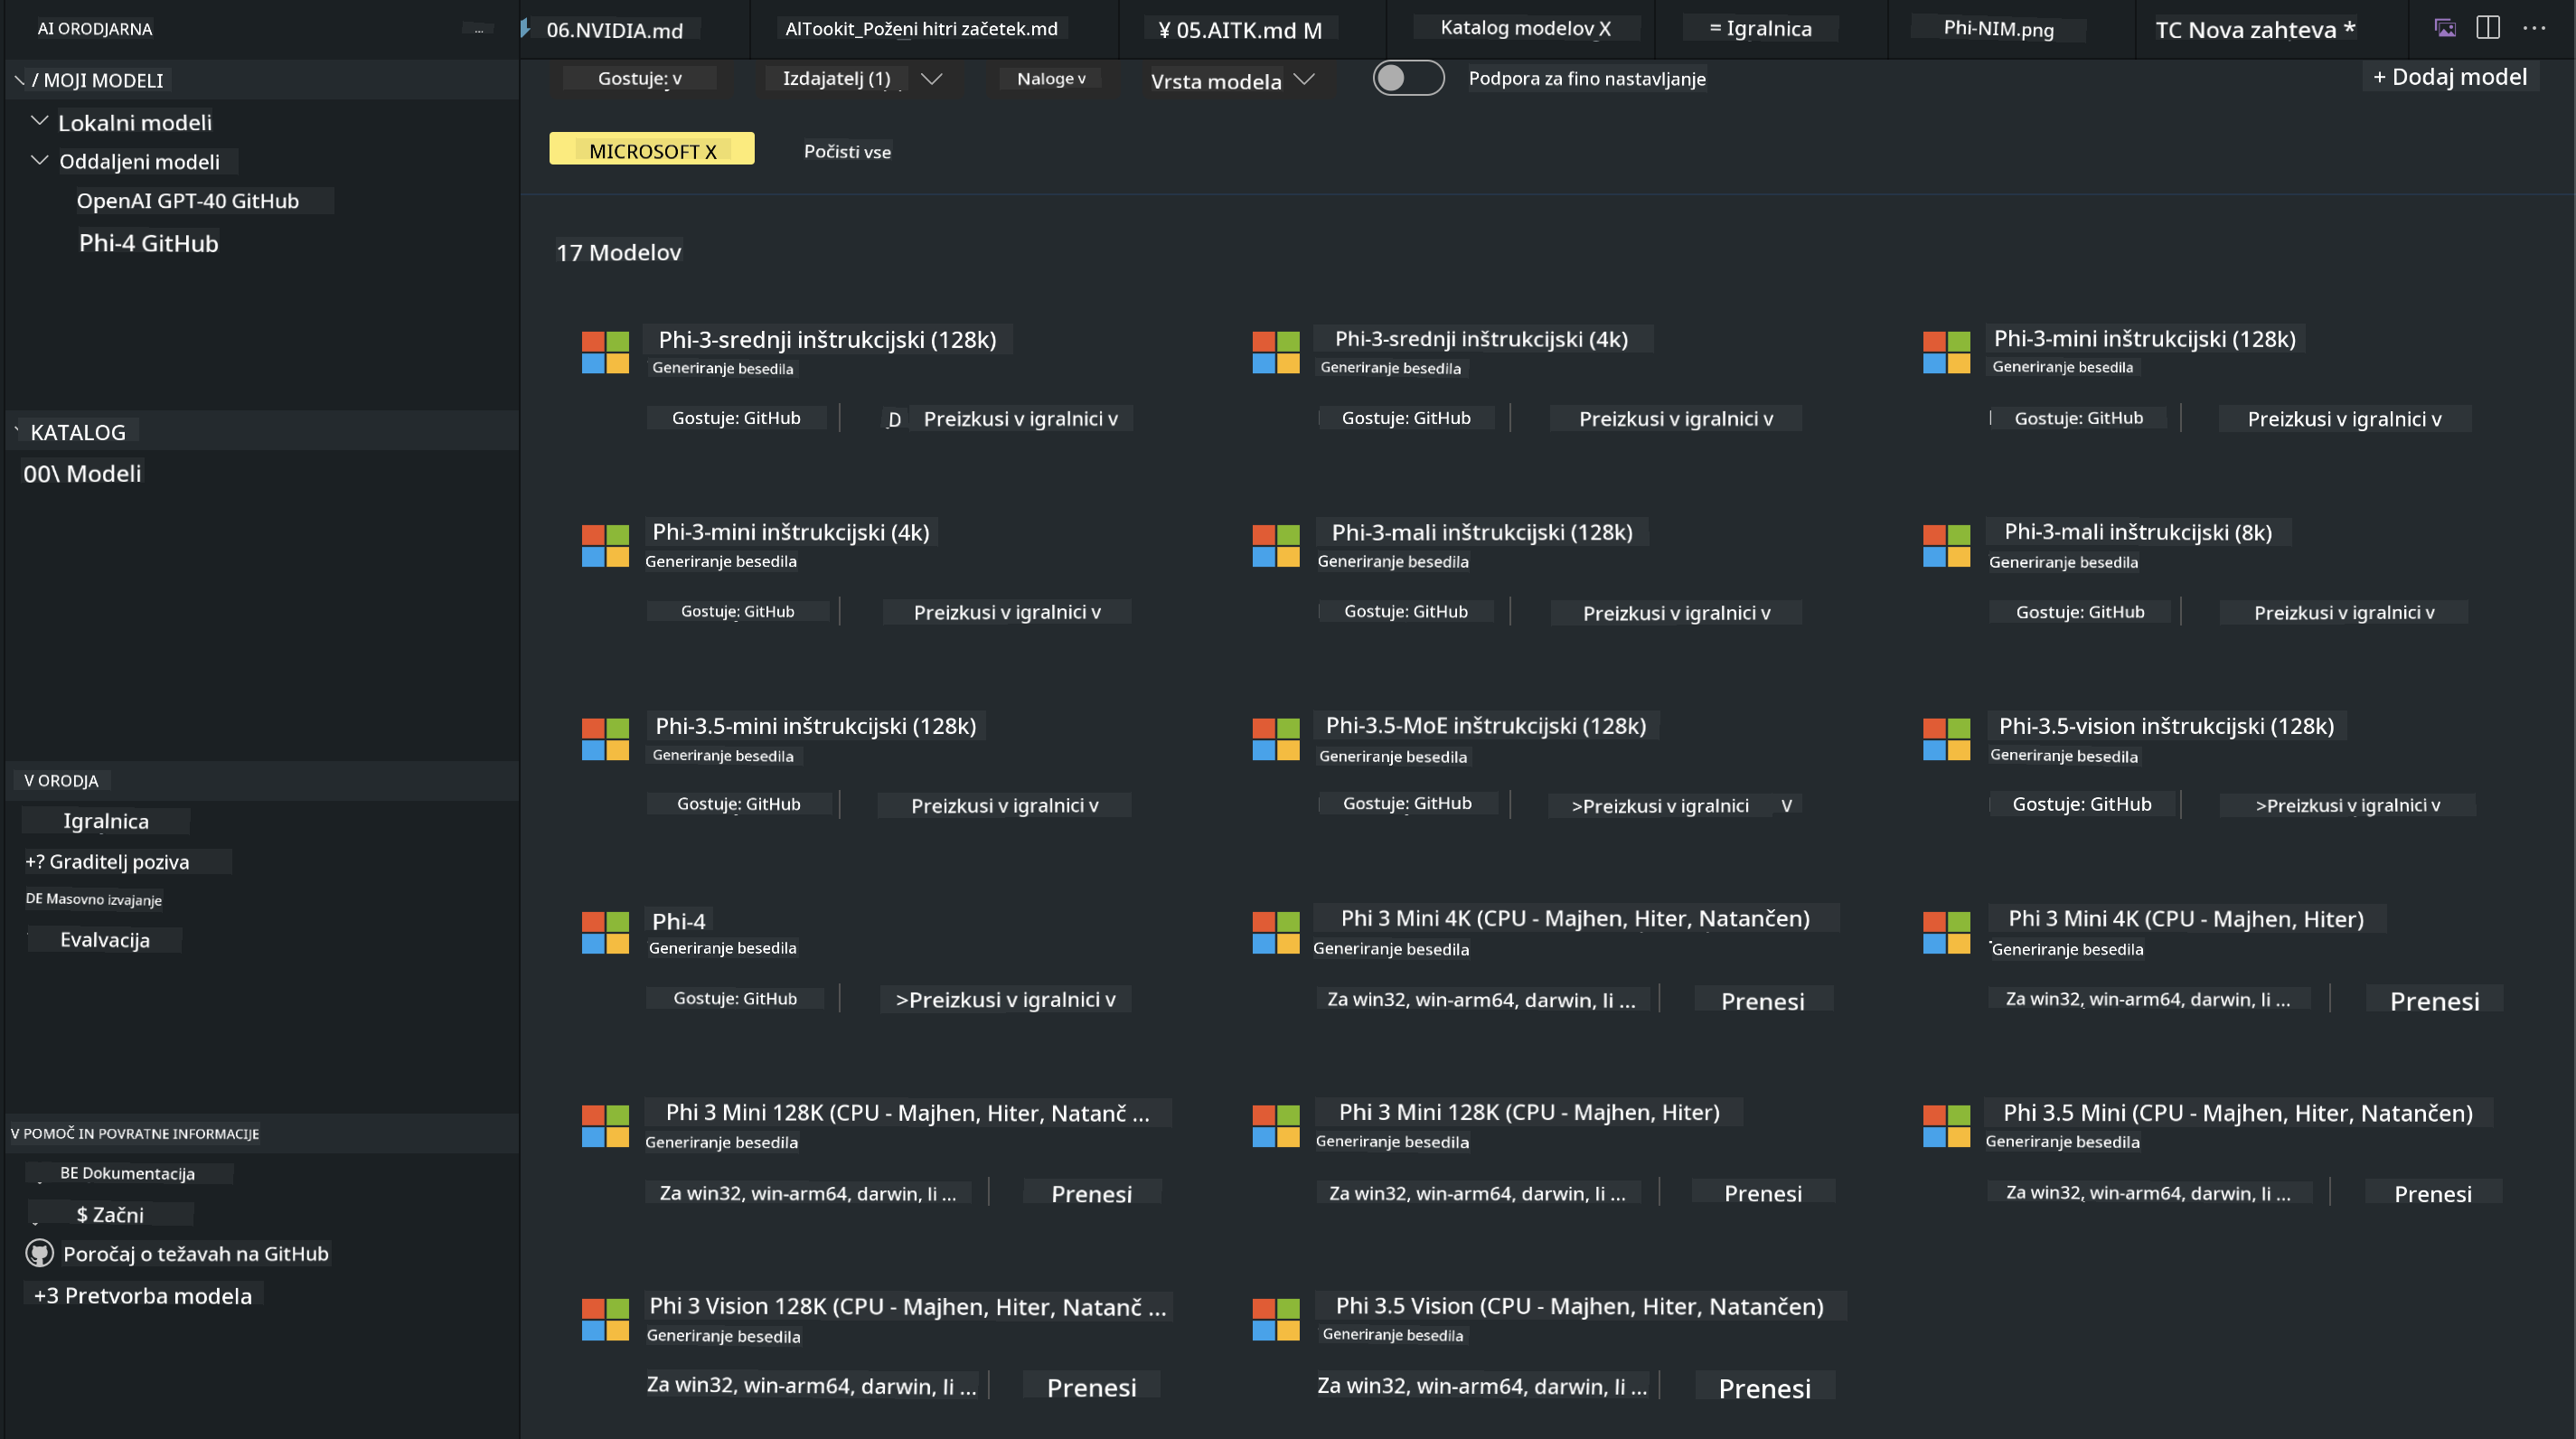 AI ORODJARNA
...
06.NVIDIA.md
AITookit_Poženi hitri začetek.md
¥ 05.AITK.md M
Katalog modelov X
= Igralnica
Phi-NIM.png
TC Nova zahteva *
/ MOJI MODELI
Lokalni modeli
Oddaljeni modeli
OpenAI GPT-40 GitHub
Phi-4 GitHub
KATALOG
00\ Modeli
V ORODJA
Igralnica
+? Graditelj poziva
DE Masovno izvajanje
Evalvacija
V POMOČ IN POVRATNE INFORMACIJE
BE Dokumentacija
$ Začni
Poročaj o težavah na GitHub
+3 Pretvorba modela
Gostuje: v
Izdajatelj (1)
Naloge v
Vrsta modela
Podpora za fino nastavljanje
+ Dodaj model
MICROSOFT X
Počisti vse
17 Modelov
Phi-3-srednji inštrukcijski (128k)
Generiranje besedila
Gostuje: GitHub
D Preizkusi v igralnici v
Phi-3-srednji inštrukcijski (4k)
Generiranje besedila
Gostuje: GitHub
Preizkusi v igralnici v
Phi-3-mini inštrukcijski (128k)
Generiranje besedila
Gostuje: GitHub
Preizkusi v igralnici v
Phi-3-mini inštrukcijski (4k)
Generiranje besedila
Gostuje: GitHub
Preizkusi v igralnici v
Phi-3-mali inštrukcijski (128k)
Generiranje besedila
Gostuje: GitHub
Preizkusi v igralnici v
Phi-3-mali inštrukcijski (8k)
Generiranje besedila
Gostuje: GitHub
Preizkusi v igralnici v
Phi-3.5-mini inštrukcijski (128k)
Generiranje besedila
Gostuje: GitHub
Preizkusi v igralnici v
Phi-3.5-MoE inštrukcijski (128k)
Generiranje besedila
Gostuje: GitHub
>Preizkusi v igralnici V
Phi-3.5-vision inštrukcijski (128k)
Generiranje besedila
Gostuje: GitHub
>Preizkusi v igralnici v
Phi-4
Generiranje besedila
Gostuje: GitHub
>Preizkusi v igralnici v
Phi 3 Mini 4K (CPU - Majhen, Hiter, Natančen)
Generiranje besedila
Za win32, win-arm64, darwin, li ...
Prenesi
Phi 3 Mini 4K (CPU - Majhen, Hiter)
Generiranje besedila
Za win32, win-arm64, darwin, li ...
Prenesi
Phi 3 Mini 128K (CPU - Majhen, Hiter, Natanč ...
Generiranje besedila
Za win32, win-arm64, darwin, li ...
Prenesi
Phi 3 Mini 128K (CPU - Majhen, Hiter)
Generiranje besedila
Za win32, win-arm64, darwin, li ...
Prenesi
Phi 3.5 Mini (CPU - Majhen, Hiter, Natančen)
Generiranje besedila
Za win32, win-arm64, darwin, li ...
Prenesi
Phi 3 Vision 128K (CPU - Majhen, Hiter, Natanč ...
Generiranje besedila
Za win32, win-arm64, darwin, li ...
Prenesi
Phi 3.5 Vision (CPU - Majhen, Hiter, Natančen)
Generiranje besedila
Za win32, win-arm64, darwin, li ...
Prenesi